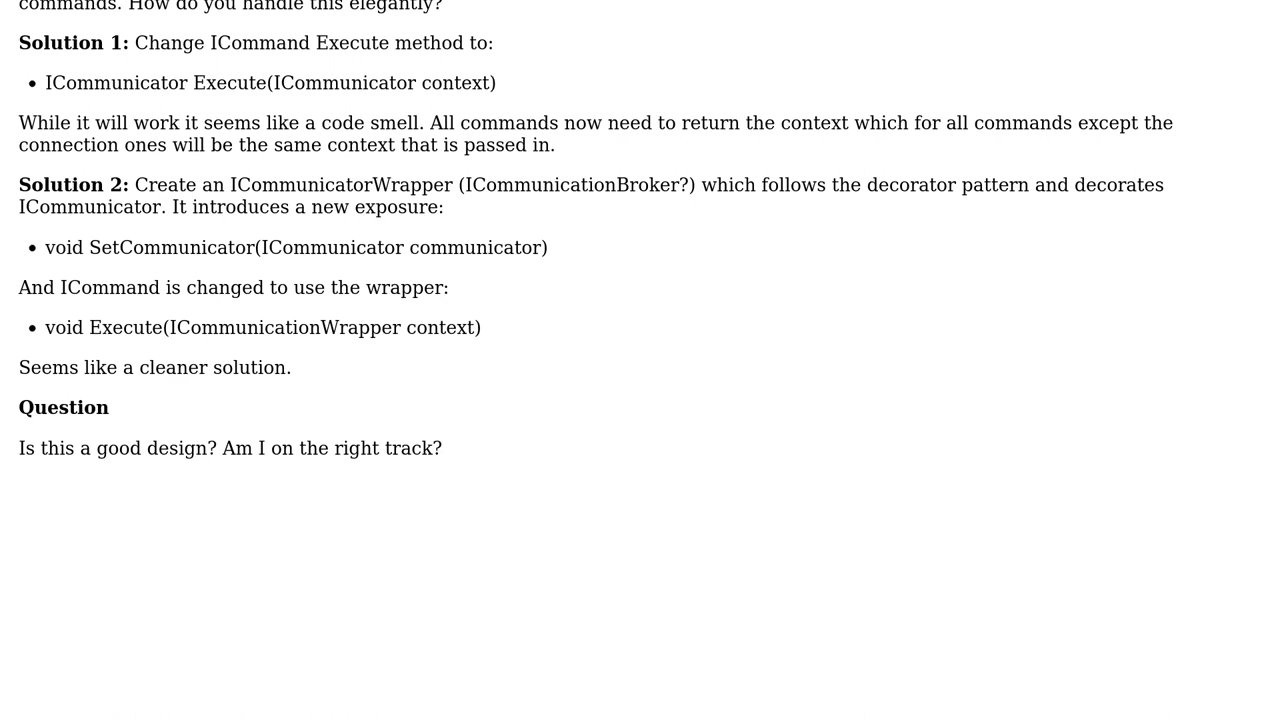 commands. How do you handle this elegantly?
Solution 1: Change ICommand Execute method to:
• ICommunicator Execute(ICommunicator context)
While it will work it seems like a code smell. All commands now need to return the context which for all commands except the
connection ones will be the same context that is passed in.
Solution 2: Create an ICommunicatorWrapper (ICommunicationBroker?) which follows the decorator pattern and decorates
ICommunicator. It introduces a new exposure:
• void SetCommunicator(ICommunicator communicator)
And ICommand is changed to use the wrapper:
• void Execute(ICommunicationWrapper context)
Seems like a cleaner solution.
Question
Is this a good design? Am I on the right track?